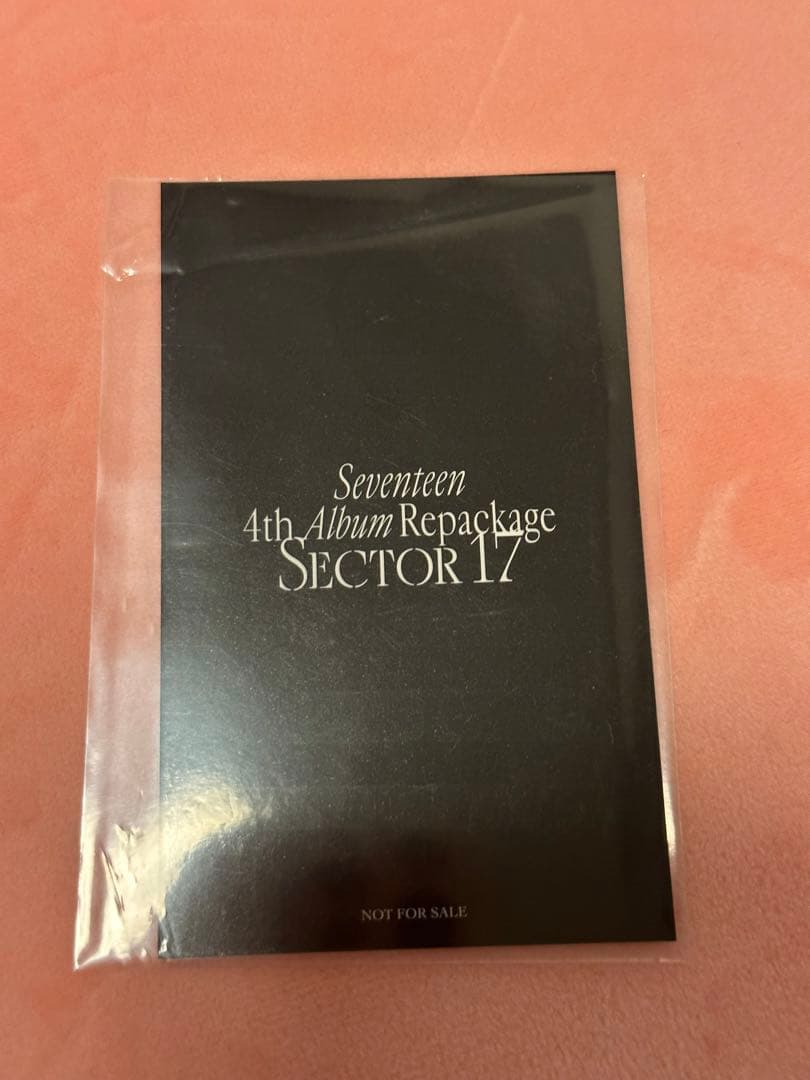 Seventeen
4th Album Repackage
SECTOR 17
NOT FOR SALE